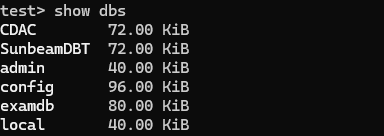 test> show dbs
CDAC        72.00 KiB
SunbeamDBT  72.00 KiB
admin       40.00 KiB
config      96.00 KiB
examdb      80.00 KiB
local       40.00 KiB